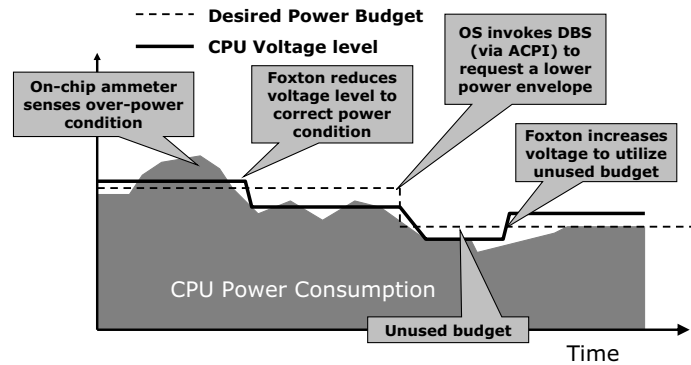 Desired Power Budget
CPU Voltage level
On-chip ammeter
senses over-power
condition
Foxton reduces
voltage level to
correct power
condition
OS invokes DBS
(via ACPI) to
request a lower
power envelope
Foxton increases
voltage to utilize
unused budget
CPU Power Consumption
Unused budget
Time